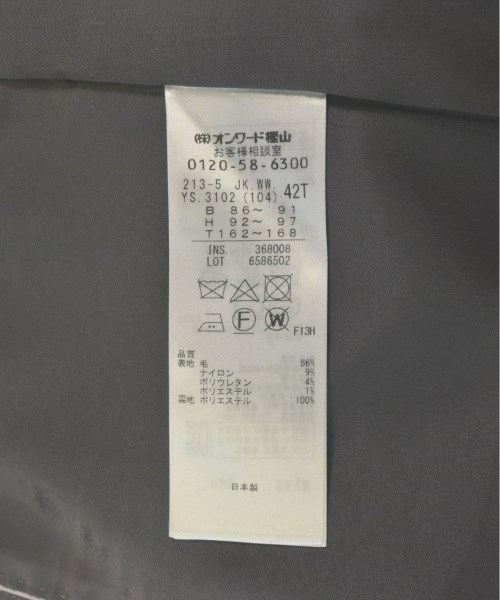 (株)オンワード樫山
お客様相談室
0120-58-6300
213-5 JK.WW.
YS.3102 (104) 42T
B 86～ 91
H 92～ 97
T 162～168
INS. 368008
LOT 6586502
F W
F13H
品質
表地 毛 86%
ナイロン 9%
ポリウレタン 4%
ポリエステル 1%
裏地 ポリエステル 100%
日本製